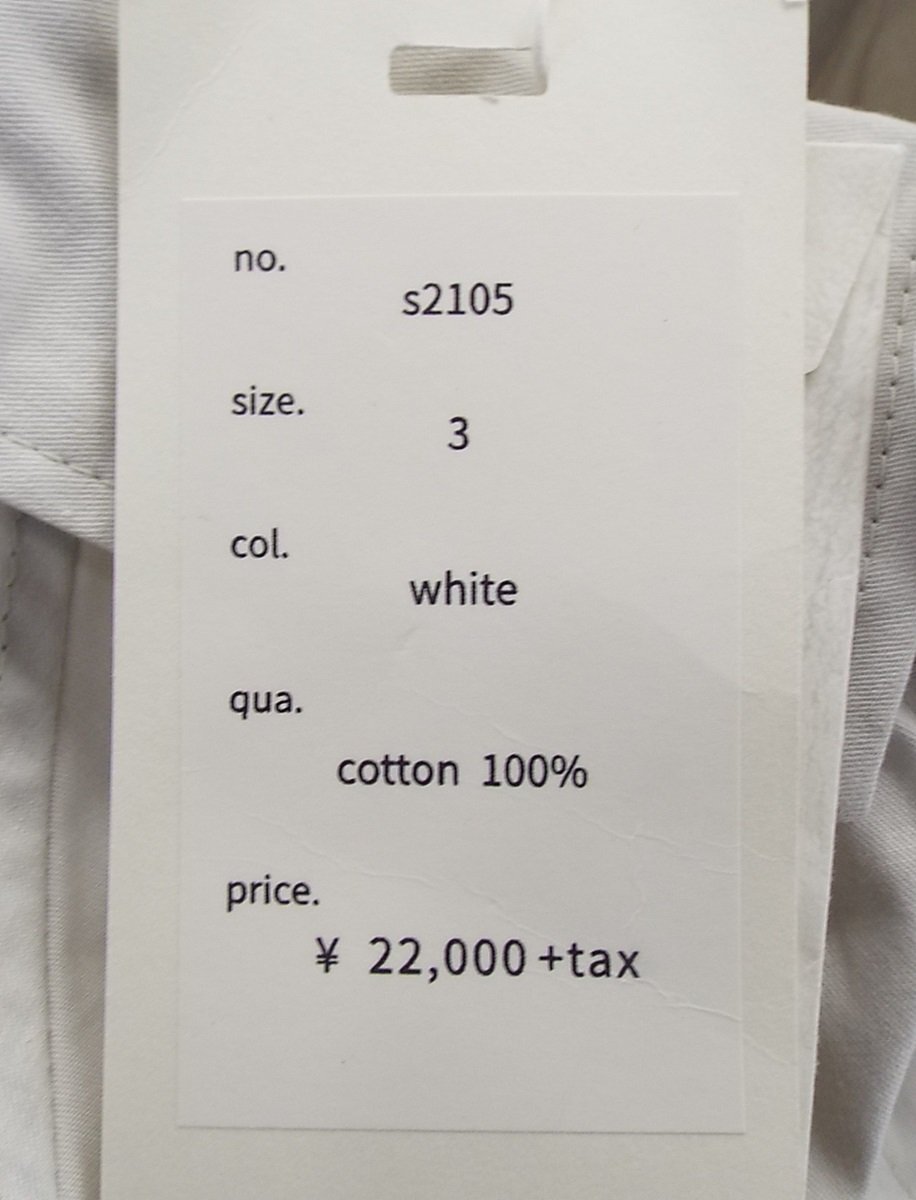 no.
s2105
size.
3
col.
white
qua.
cotton 100%
price.
¥ 22,000 +tax